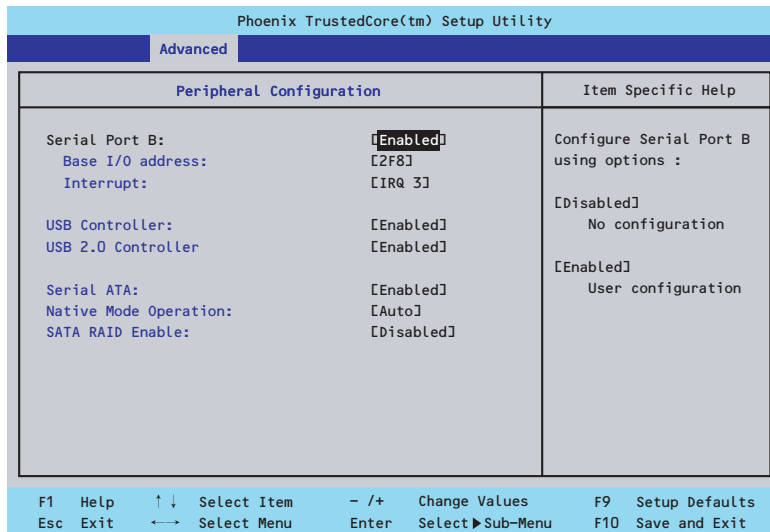 Phoenix TrustedCore(tm) Setup Utility
Advanced
Peripheral Configuration
Item Specific Help
Serial Port B: [Enabled]
Base I/O address: [2F8]
Interrupt: [IRQ 3]
USB Controller: [Enabled]
USB 2.0 Controller [Enabled]
Serial ATA: [Enabled]
Native Mode Operation: [Auto]
SATA RAID Enable: [Disabled]
Configure Serial Port B
using options :
[Disabled]
No configuration
[Enabled]
User configuration
F1 Help ↑↓ Select Item - /+ Change Values F9 Setup Defaults
Esc Exit ←→ Select Menu Enter Select ▶ Sub-Menu F10 Save and Exit